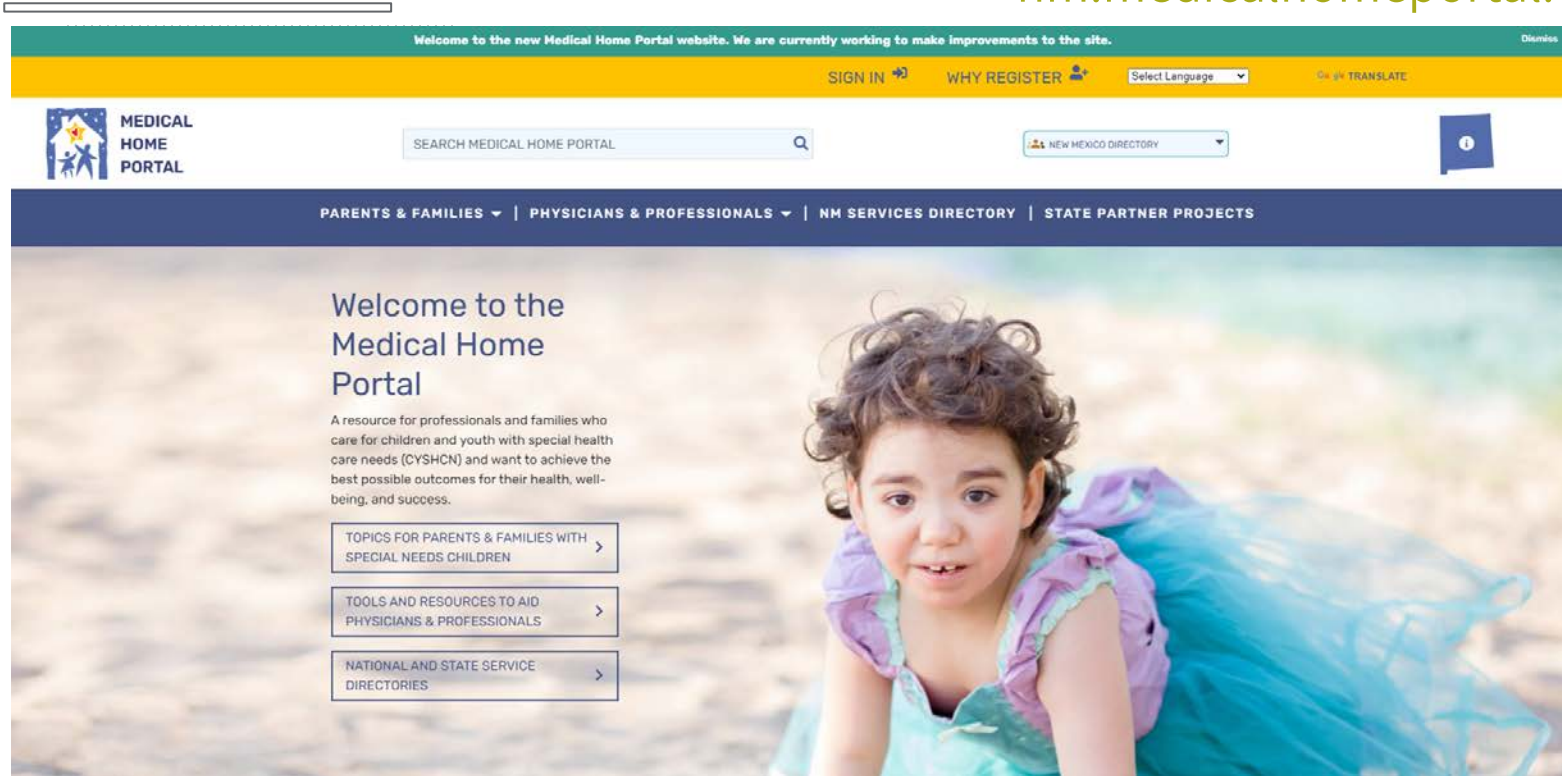 nm.medicalhomeportal.
Welcome to the new Medical Home Portal website. We are currently working to make improvements to the site.
Dismiss
SIGN IN
WHY REGISTER
Select Language
TRANSLATE
MEDICAL
HOME
PORTAL
SEARCH MEDICAL HOME PORTAL
NEW MEXICO DIRECTORY
PARENTS & FAMILIES | PHYSICIANS & PROFESSIONALS | NM SERVICES DIRECTORY | STATE PARTNER PROJECTS
Welcome to the
Medical Home
Portal
A resource for professionals and families who
care for children and youth with special health
care needs (CYSHCN) and want to achieve the
best possible outcomes for their health, well-
being, and success.
TOPICS FOR PARENTS & FAMILIES WITH
SPECIAL NEEDS CHILDREN
TOOLS AND RESOURCES TO AID
PHYSICIANS & PROFESSIONALS
NATIONAL AND STATE SERVICE
DIRECTORIES